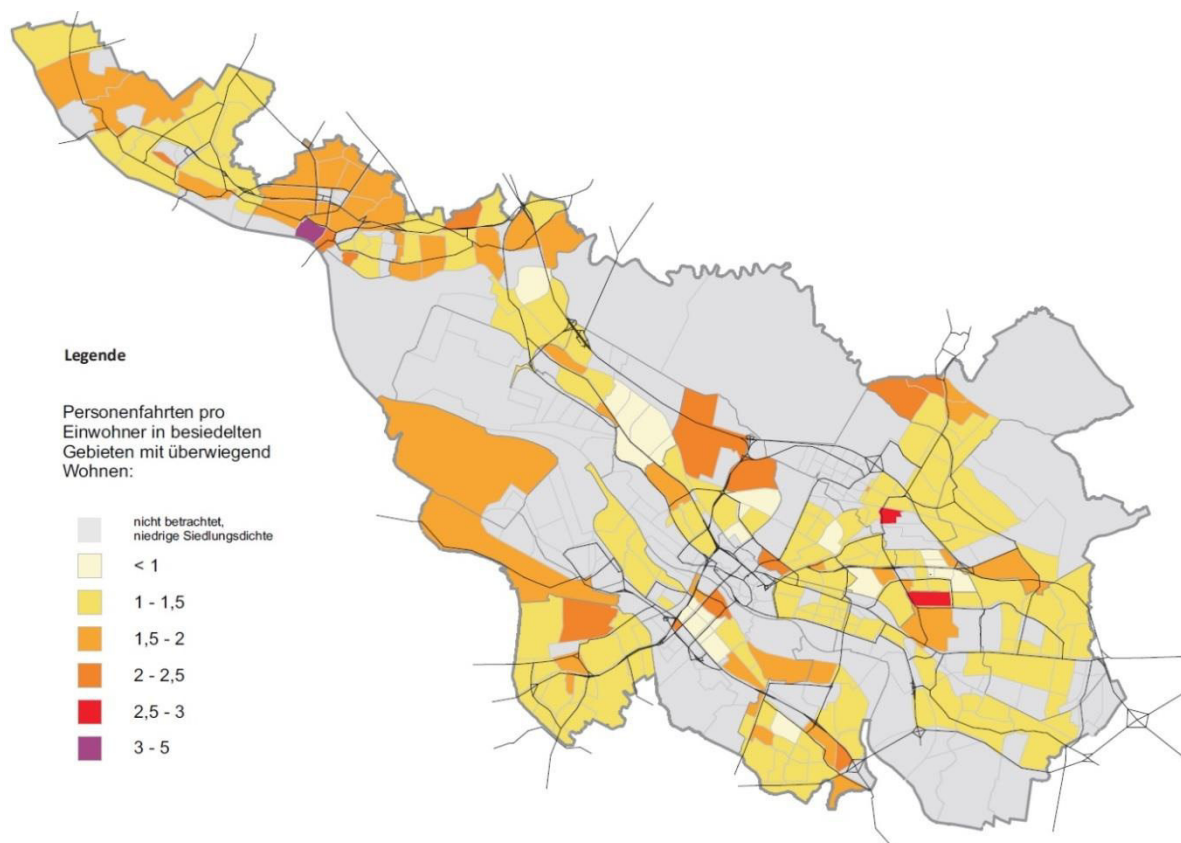 Legende
Personenfahrten pro
Einwohner in besiedelten
Gebieten mit überwiegend
Wohnen:
nicht betrachtet,
niedrige Siedlungsdichte
< 1
1 - 1,5
1,5 - 2
2 - 2,5
2,5 - 3
3 - 5